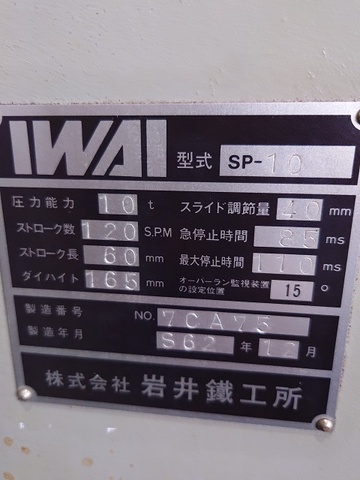 IWAI 型式 SP-10
圧力能力 10 t スライド調節量 40 mm
ストローク数 120 S.P.M 急停止時間 85 ms
ストローク長 60 mm 最大停止時間 110 ms
ダイハイト 165 mm オーバーラン監視装置の設定位置 15 °
製造番号 NO. 7CA75
製造年月 S62 年 12 月
株式会社 岩井鐵工所